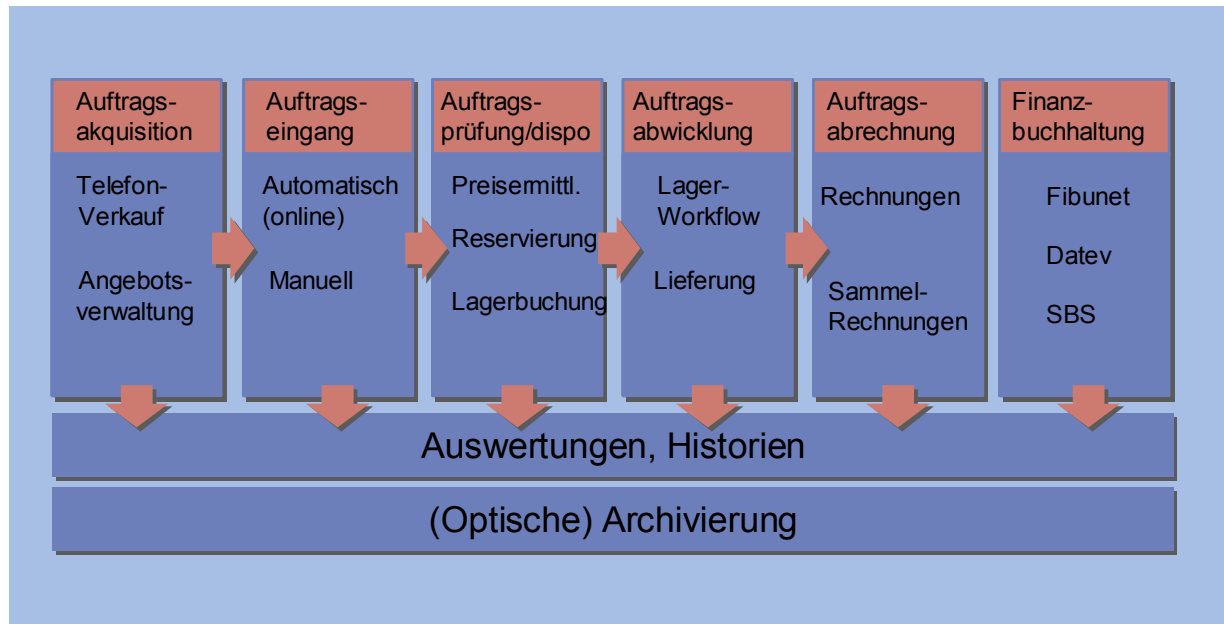 Auftrags-
akquisition
Telefon-
Verkauf
Angebots-
verwaltung
Auftrags-
eingang
Automatisch
(online)
Manuell
Auftrags-
prüfung/dispo
Preisermittl.
Reservierung
Lagerbuchung
Auftrags-
abwicklung
Lager-
Workflow
Lieferung
Auftrags-
abrechnung
Rechnungen
Sammel-
Rechnungen
Finanz-
buchhaltung
Fibunet
Datev
SBS
Auswertungen, Historien
(Optische) Archivierung